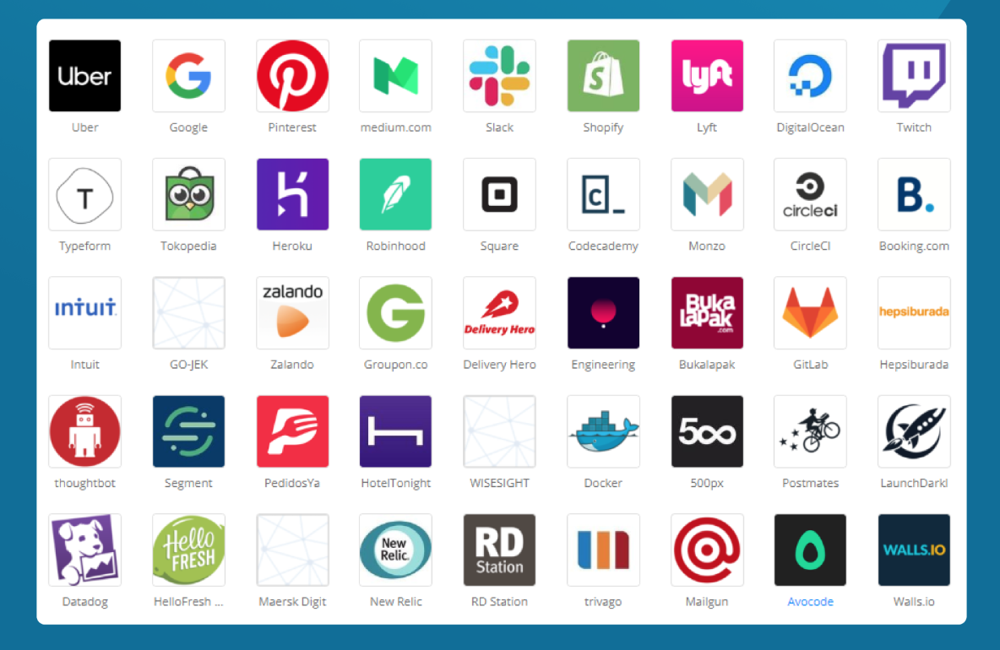 Uber
Uber
Google
Pinterest
medium.com
Slack
Shopify
lyft
Lyft
DigitalOcean
Twitch
T
Typeform
Tokopedia
Heroku
Robinhood
Square
c_
Codecademy
Monzo
circleci
CircleCI
B.
Booking.com
ıntuıt.
Intuit
GO-JEK
zalando
Zalando
G
Groupon.co
Delivery Hero
Delivery Hero
Engineering
BukaLapak
.com
Bukalapak
GitLab
hepsiburada
Hepsiburada
thoughtbot
Segment
PedidosYa
HotelTonight
WISESIGHT
Docker
500
500px
Postmates
LaunchDarkl
Datadog
Hello
FRESH
HelloFresh ...
Maersk Digit
New
Relic.
New Relic
RD
Station
RD Station
trivago
Mailgun
Avocode
WALLS.IO
Walls.io